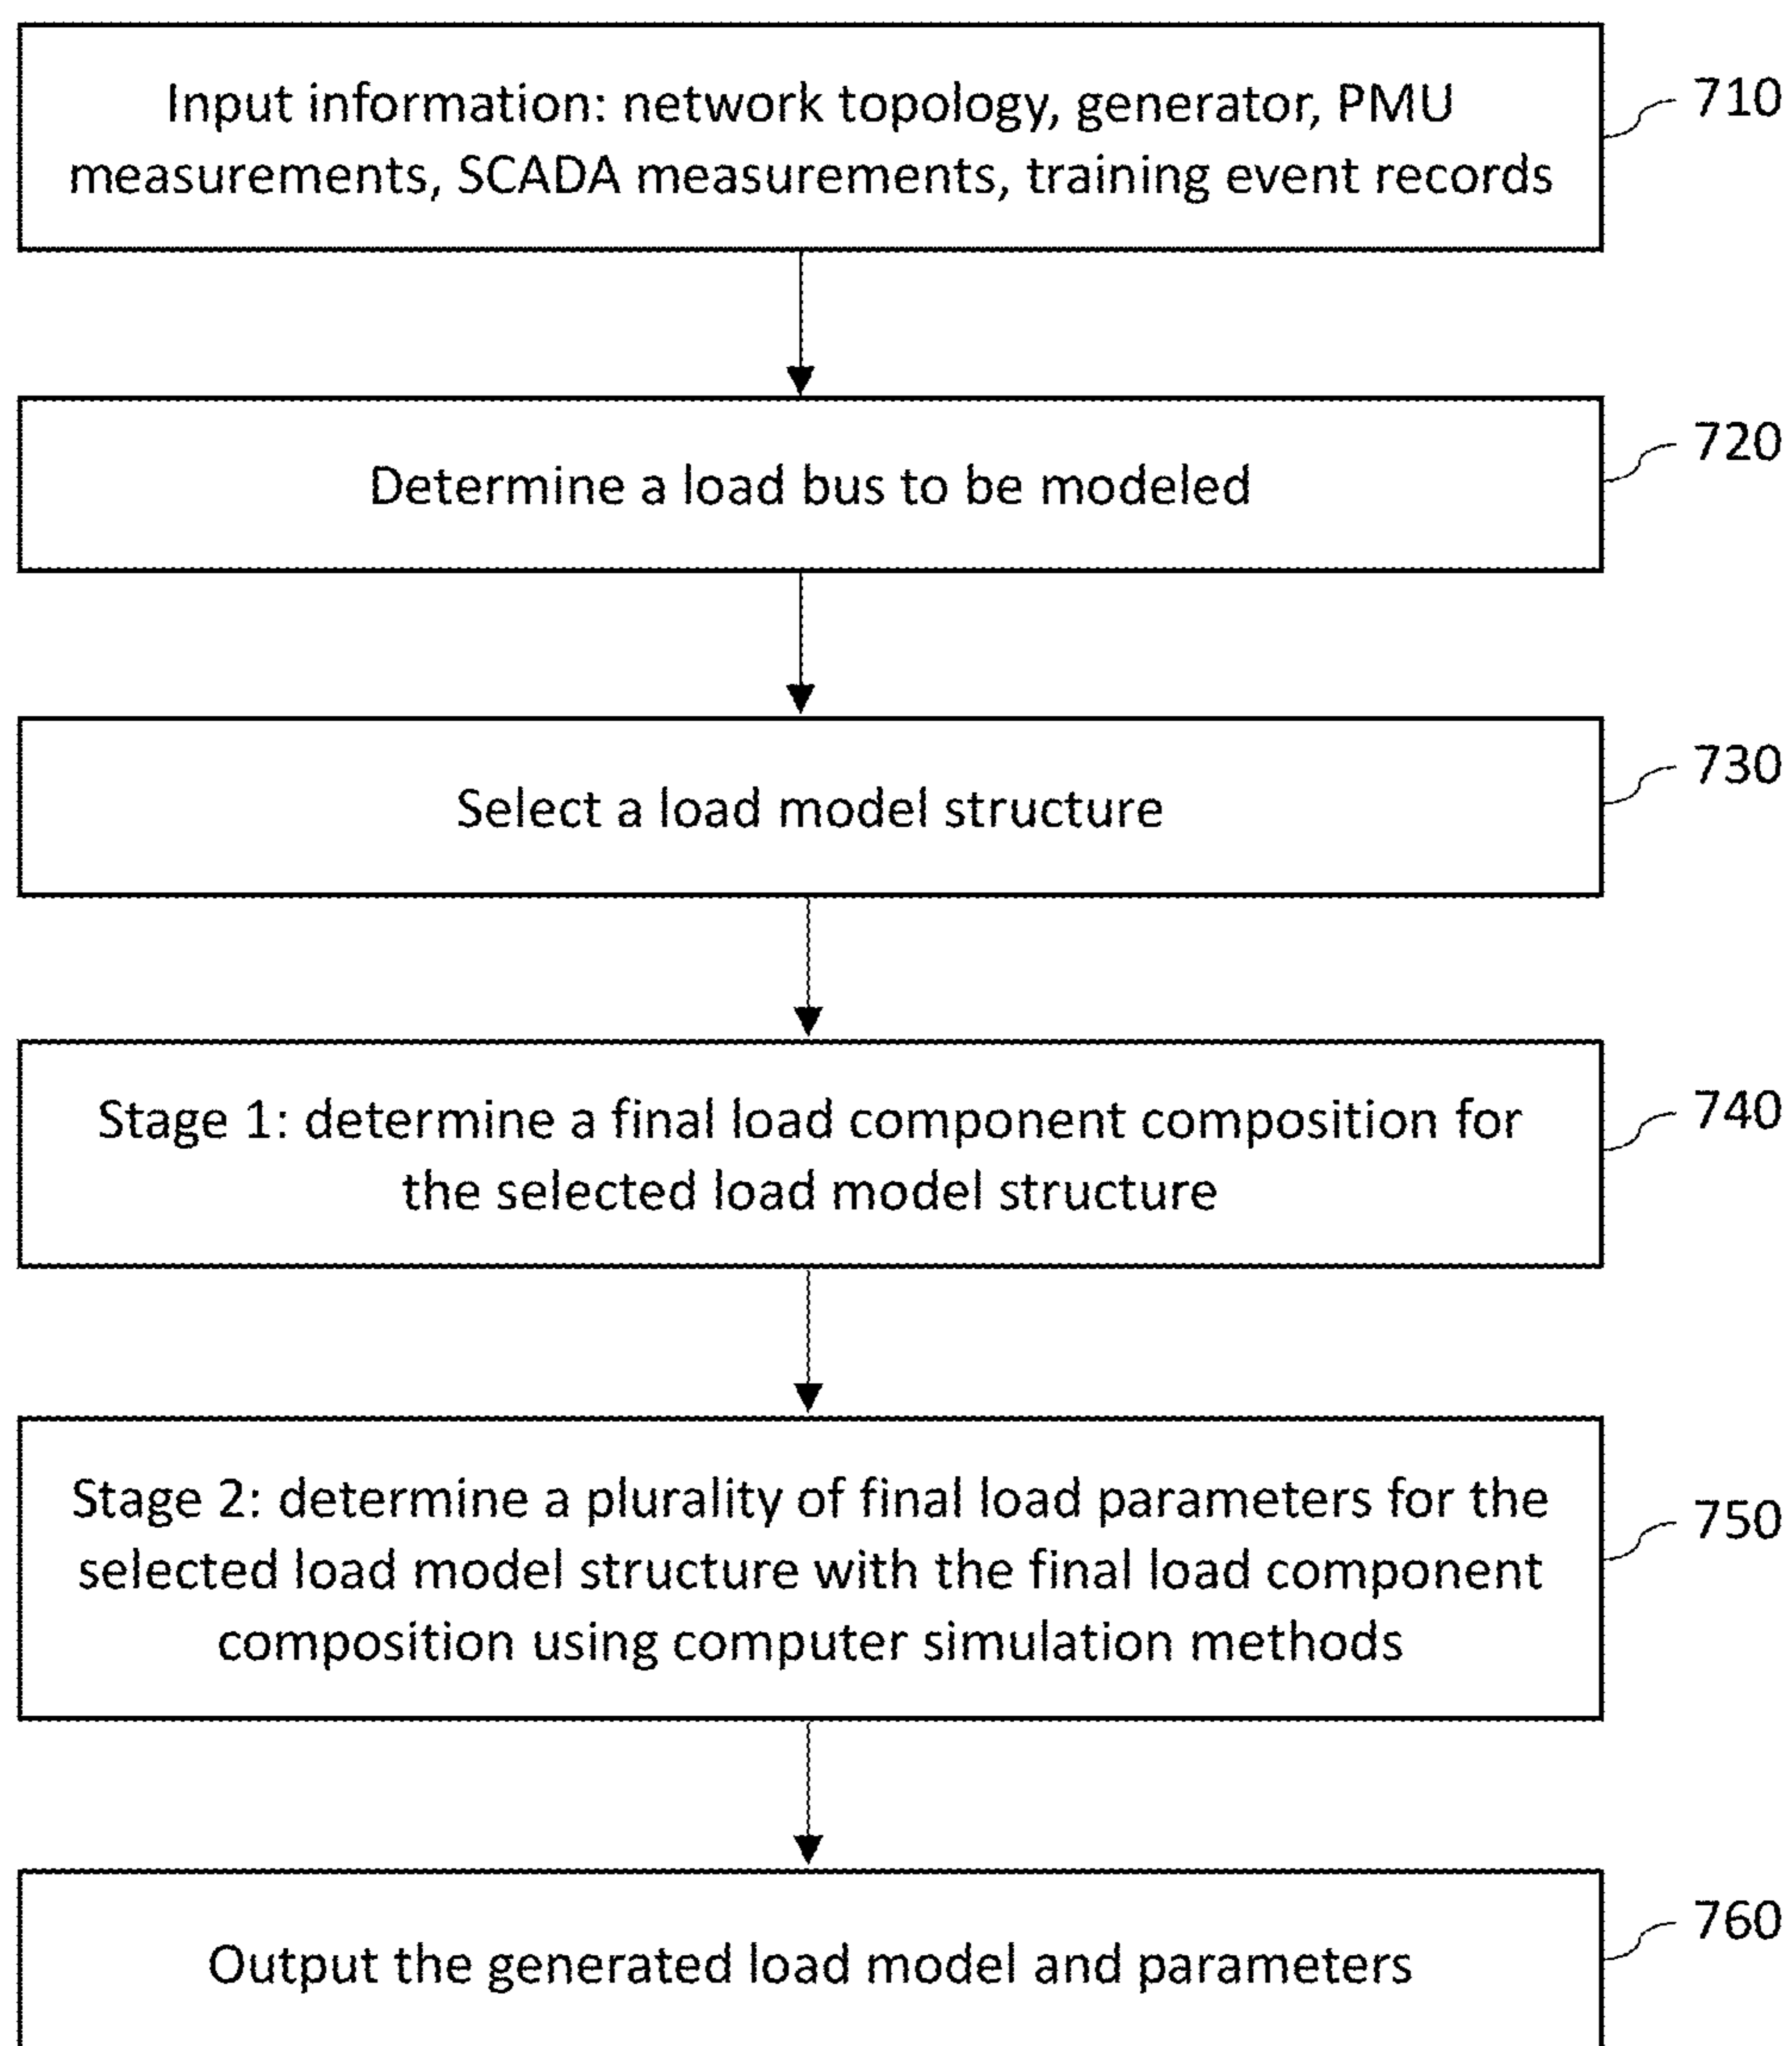 Input information: network topology, generator, PMU
measurements, SCADA measurements, training event records
710
Determine a load bus to be modeled
720
Select a load model structure
730
Stage 1: determine a final load component composition for
the selected load model structure
740
Stage 2: determine a plurality of final load parameters for the
selected load model structure with the final load component
composition using computer simulation methods
750
Output the generated load model and parameters
760